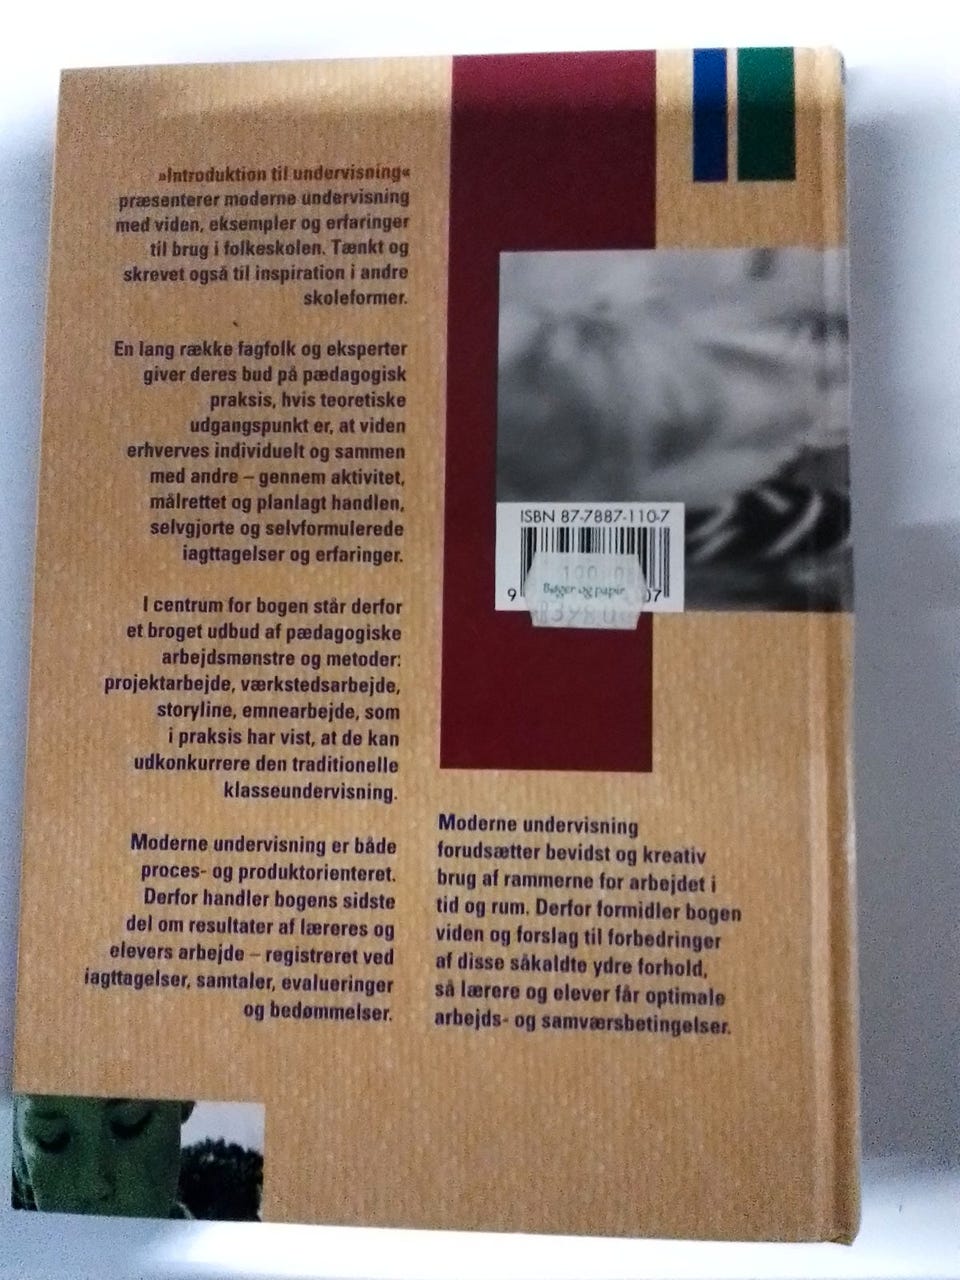 »Introduktion til undervisning«
præsenterer moderne undervisning
med viden, eksempler og erfaringer
til brug i folkeskolen. Tænkt og
skrevet også til inspiration i andre
skoleformer.
En lang række fagfolk og eksperter
giver deres bud på pædagogisk
praksis, hvis teoretiske
udgangspunkt er, at viden
erhverves individuelt og sammen
med andre – gennem aktivitet,
målrettet og planlagt handlen,
selvgjorte og selvformulerede
iagttagelser og erfaringer.
I centrum for bogen står derfor
et broget udbud af pædagogiske
arbejdsmønstre og metoder:
projektarbejde, værkstedsarbejde,
storyline, emnearbejde, som
i praksis har vist, at de kan
udkonkurrere den traditionelle
klasseundervisning.
Moderne undervisning er både
proces- og produktorienteret.
Derfor handler bogens sidste
del om resultater af læreres og
elevers arbejde – registreret ved
iagttagelser, samtaler, evalueringer
og bedømmelser.
ISBN 87-7887-110-7
Bøger og papir
9 07
Moderne undervisning
forudsætter bevidst og kreativ
brug af rammerne for arbejdet i
tid og rum. Derfor formidler bogen
viden og forslag til forbedringer
af disse såkaldte ydre forhold,
så lærere og elever får optimale
arbejds- og samværsbetingelser.